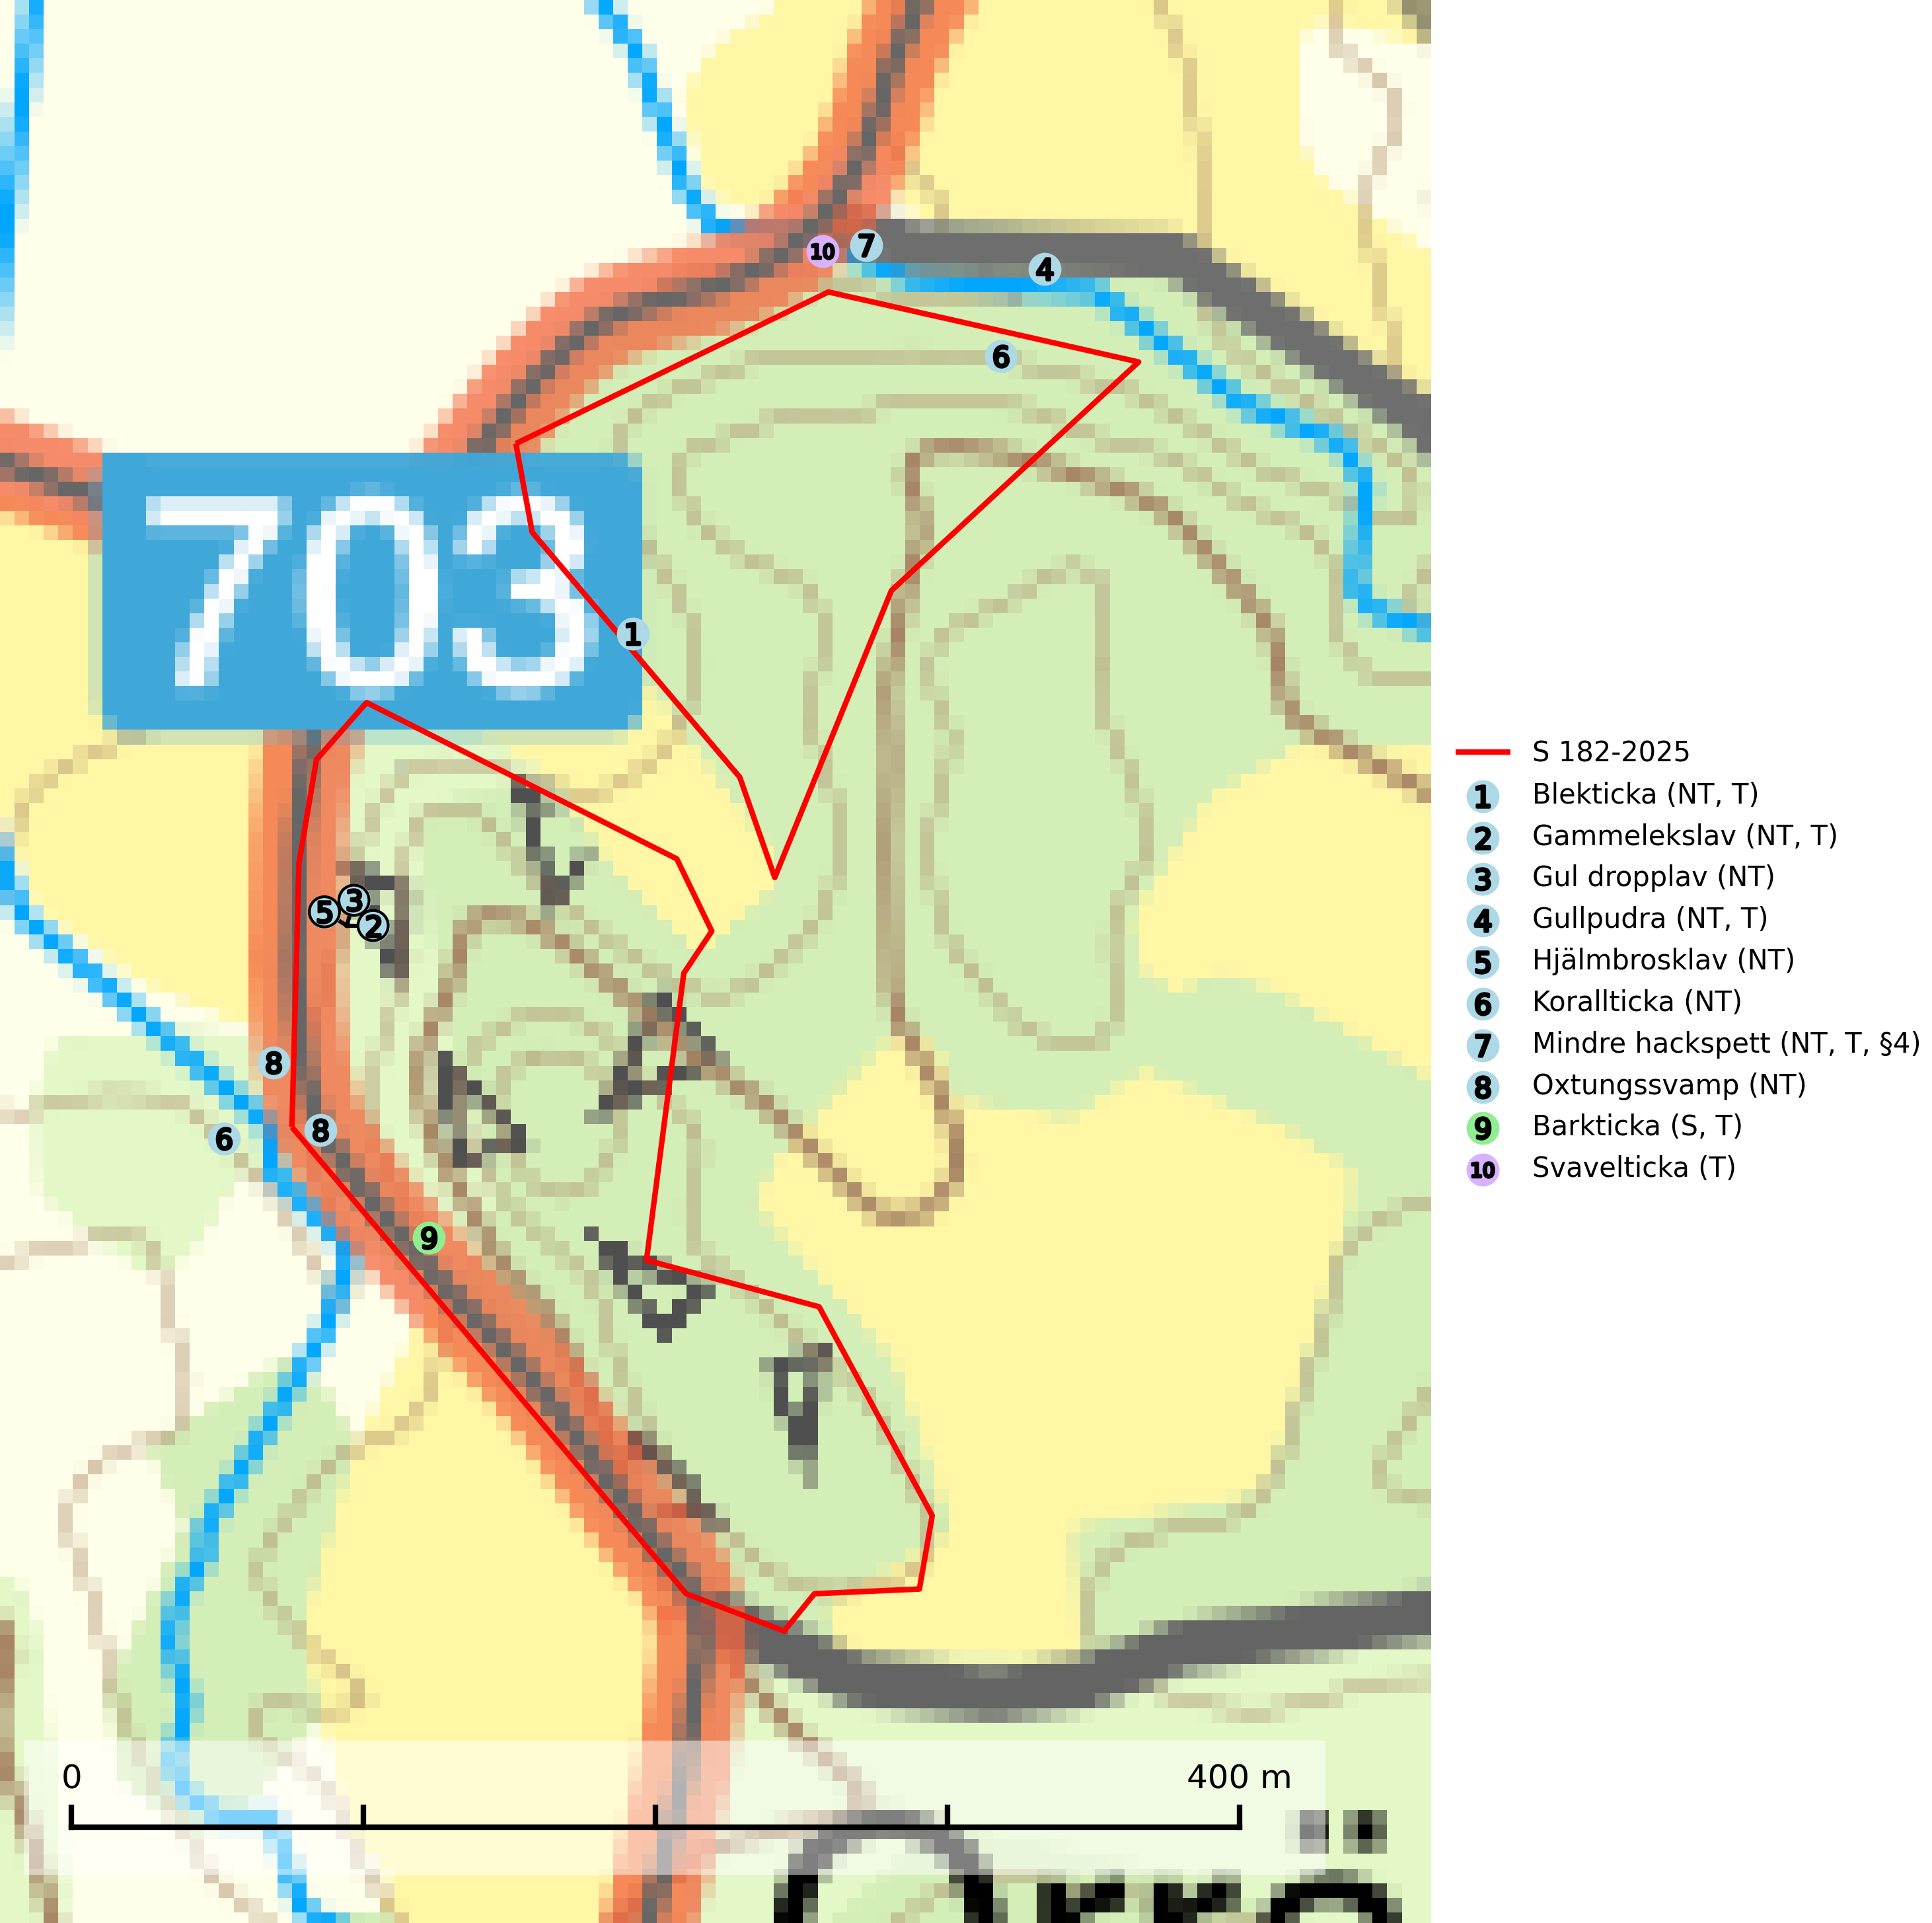 10
7
4
6
703
1
5
3
2
8
8
6
9
0
400 m
S 182-2025
1 Blekticka (NT, T)
2 Gammelekslav (NT, T)
3 Gul dropplav (NT)
4 Gullpudra (NT, T)
5 Hjälmbrosklav (NT)
6 Korallticka (NT)
7 Mindre hackspett (NT, T, §4)
8 Oxtungssvamp (NT)
9 Barkticka (S, T)
10 Svavelticka (T)